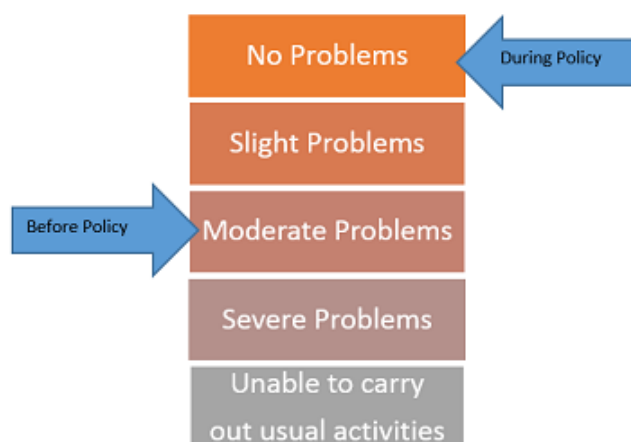 No Problems
During Policy
Slight Problems
Before Policy
Moderate Problems
Severe Problems
Unable to carry
out usual activities